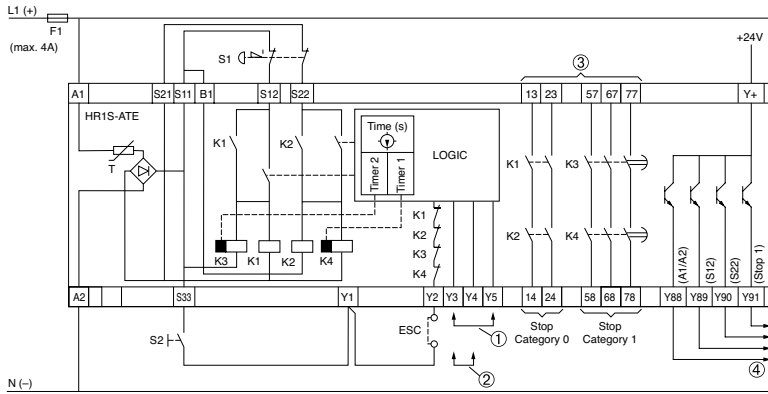 L1 (+)
F1
(max. 4A)
S1
③
+24V
A1
S21
S11
B1
S12
S22
13
23
57
67
77
Y+
HR1S-ATE
T
K1
K2
Time (s)
Timer 2
Timer 1
LOGIC
K1
K3
K1
K2
K3
K4
K2
K4
K3
K1
K2
K4
(A1/A2)
(S12)
(S22)
(Stop 1)
A2
S33
Y1
Y2
Y3
Y4
Y5
14
24
58
68
78
Y88
Y89
Y90
Y91
S2
ESC
①
②
Stop
Category 0
Stop
Category 1
④
N (–)